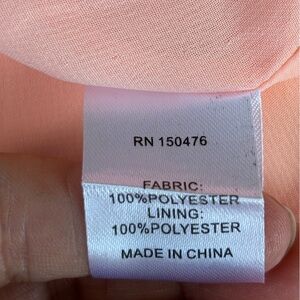 RN 150476
FABRIC:
100%POLYESTER
LINING:
100%POLYESTER
MADE IN CHINA